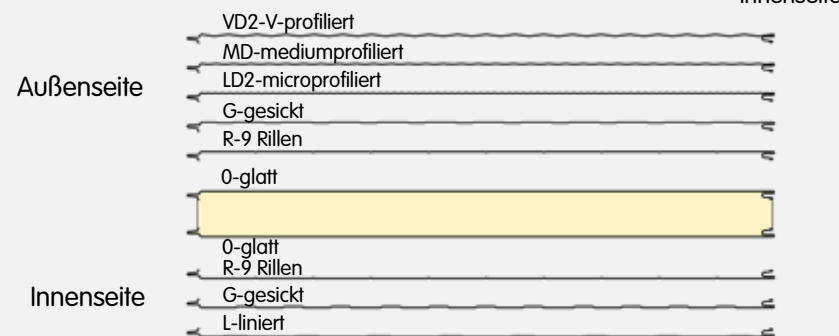 Innenseite
VD2-V-profiliert
MD-mediumprofiliert
LD2-microprofiliert
Außenseite
G-gesickt
R-9 Rillen
0-glatt
0-glatt
R-9 Rillen
Innenseite
G-gesickt
L-liniert